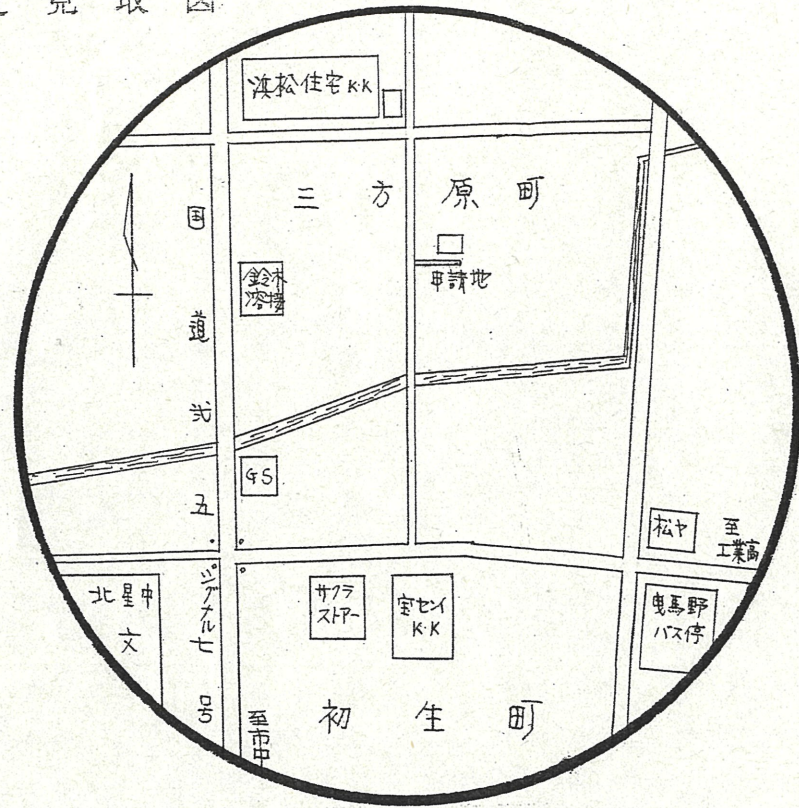 見取図
浜松住宅K.K
三方原町
国道弐五七号
鈴木
溶接
申請地
GS
松ヤ
至
工業高
シグナル
北星中
文
サクラ
ストアー
宝センイ
K.K
曳馬野
バス停
初生町
至市中